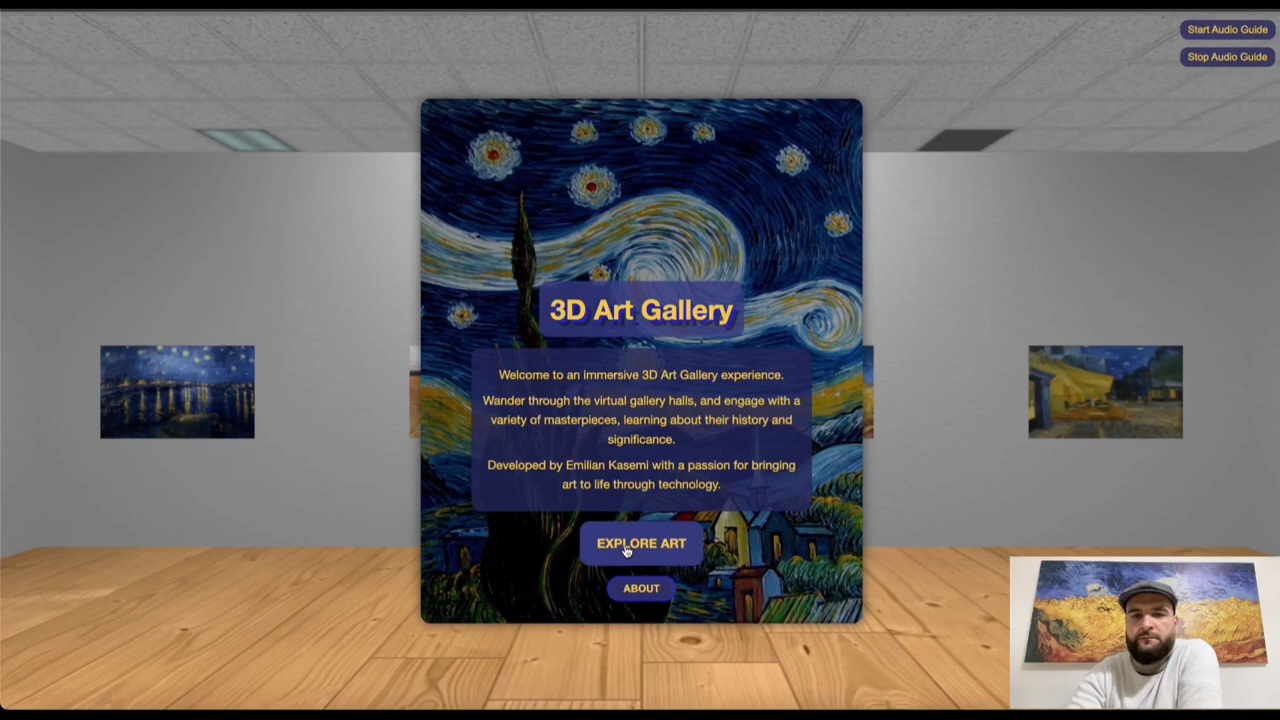 Start Audio Guide
Stop Audio Guide
3D Art Gallery
Welcome to an immersive 3D Art Gallery experience.
Wander through the virtual gallery halls, and engage with a
variety of masterpieces, learning about their history and
significance.
Developed by Emilian Kasemi with a passion for bringing
art to life through technology.
EXPLORE ART
ABOUT